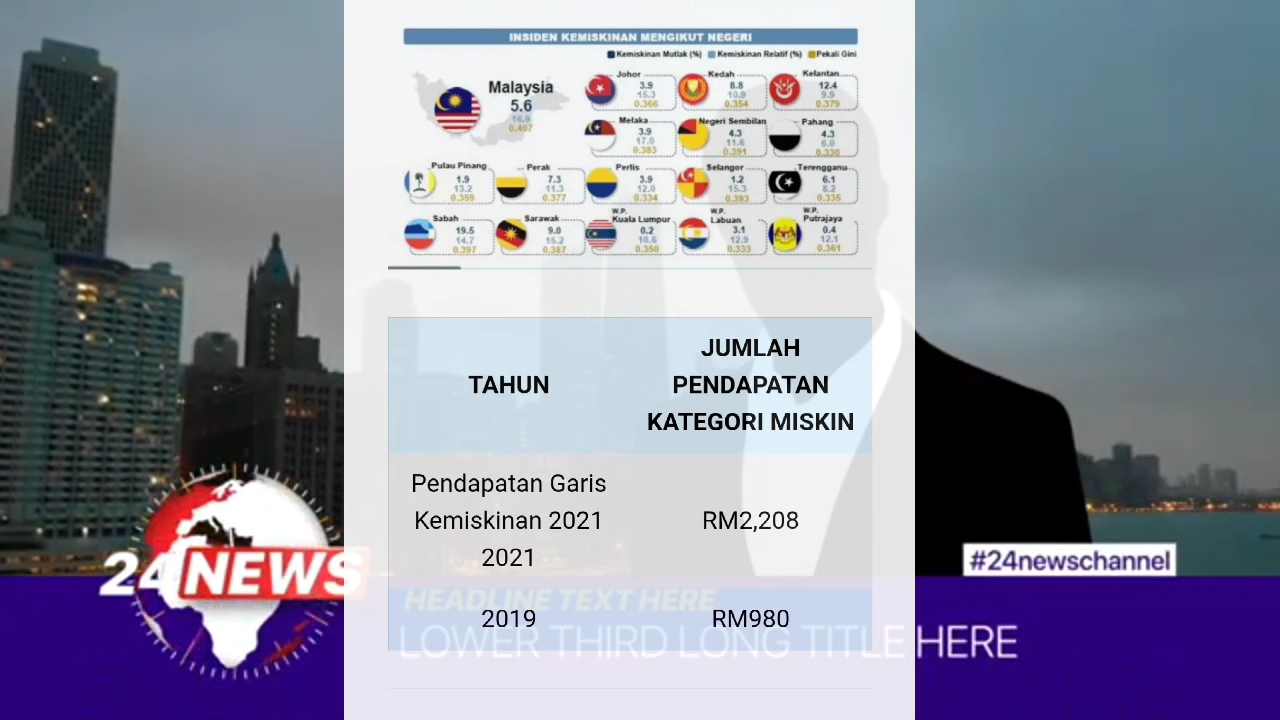 INSIDEN KEMISKINAN MENGIKUT NEGERI
Kemiskinan Mutlak (%) Kemiskinan Relatif (%) Pekali Gini
Malaysia
5.6
16.9
0.407
Johor
3.9
15.3
0.366
Kedah
8.8
10.9
0.354
Kelantan
12.4
9.9
0.379
Melaka
3.9
17.0
0.383
Negeri Sembilan
4.3
11.6
0.391
Pahang
4.3
6.0
0.330
Pulau Pinang
1.9
13.2
0.359
Perak
7.3
11.3
0.377
Perlis
3.9
12.0
0.334
Selangor
1.2
15.3
0.393
Terengganu
6.1
8.2
0.335
Sabah
19.5
14.7
0.397
Sarawak
9.0
15.2
0.387
W.P.
Kuala Lumpur
0.2
10.6
0.350
W.P.
Labuan
3.1
12.9
0.333
W.P.
Putrajaya
0.4
12.1
0.361
TAHUN
JUMLAH
PENDAPATAN
KATEGORI MISKIN
Pendapatan Garis
Kemiskinan 2021
2021
RM2,208
2019
RM980
24 NEWS
#24newschannel
HEADLINE TEXT HERE
LOWER THIRD LONG TITLE HERE